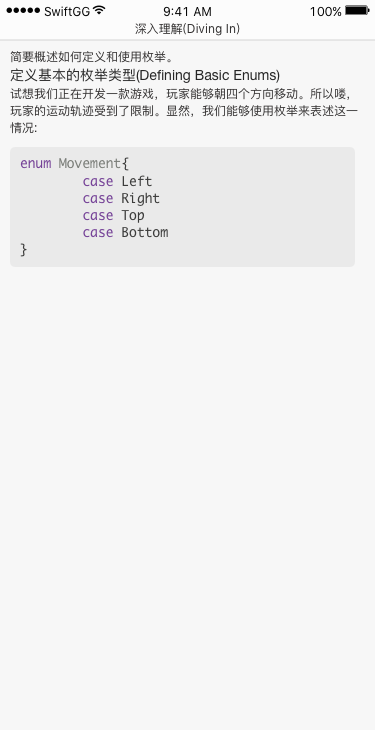 SwiftGG 9:41 AM 100%
深入理解(Diving In)
简要概述如何定义和使用枚举。
定义基本的枚举类型(Defining Basic Enums)
试想我们正在开发一款游戏，玩家能够朝四个方向移动。所以喽，
玩家的运动轨迹受到了限制。显然，我们能够使用枚举来表述这一
情况:
enum Movement{
        case Left
        case Right
        case Top
        case Bottom
}